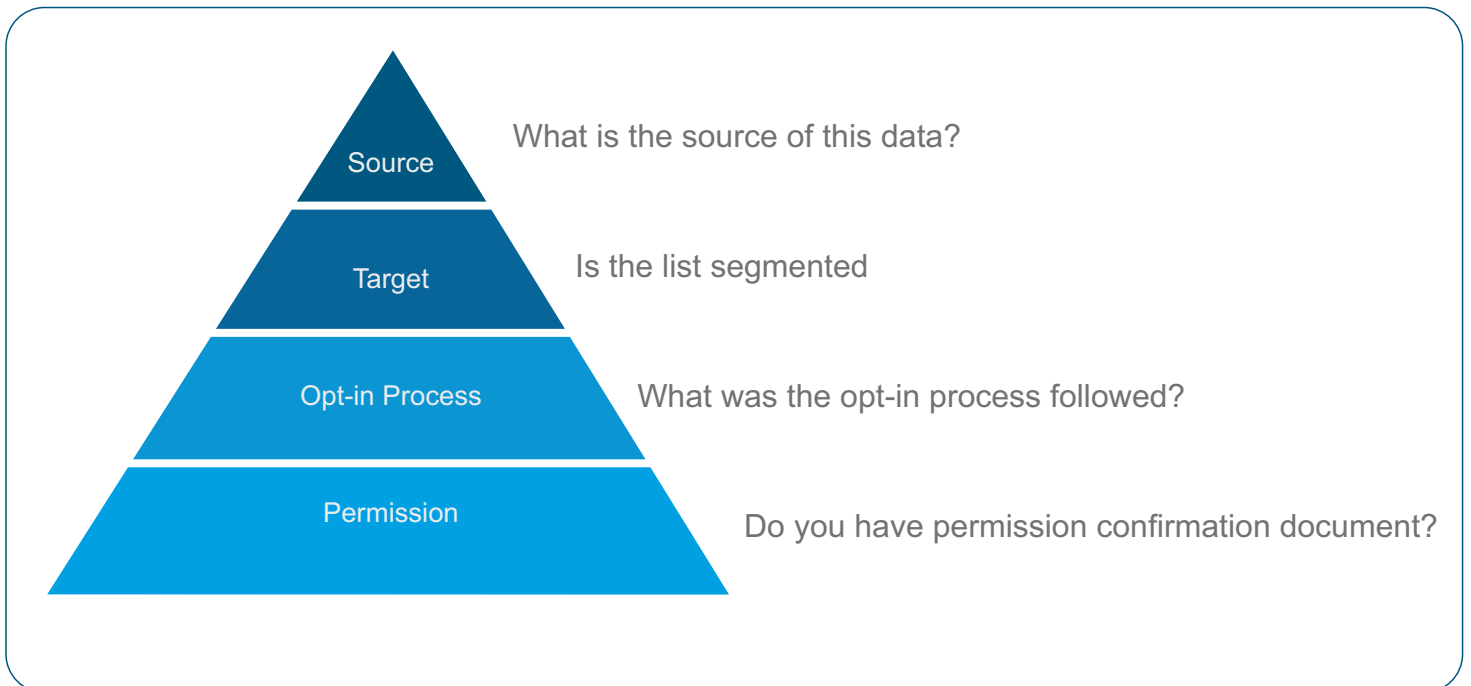 Source
What is the source of this data?
Target
Is the list segmented
Opt-in Process
What was the opt-in process followed?
Permission
Do you have permission confirmation document?